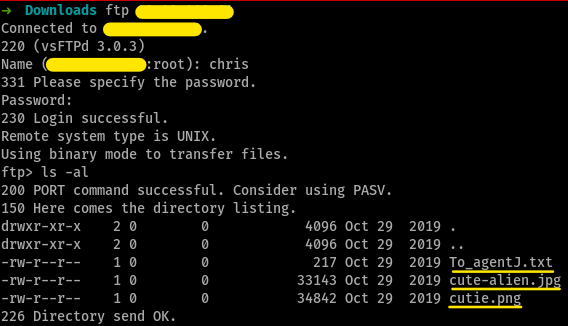 → Downloads ftp
Connected to .
220 (vsFTPd 3.0.3)
Name ( :root): chris
331 Please specify the password.
Password:
230 Login successful.
Remote system type is UNIX.
Using binary mode to transfer files.
ftp> ls -al
200 PORT command successful. Consider using PASV.
150 Here comes the directory listing.
drwxr-xr-x 2 0 0 4096 Oct 29 2019 .
drwxr-xr-x 2 0 0 4096 Oct 29 2019 ..
-rw-r--r-- 1 0 0 217 Oct 29 2019 To_agentJ.txt
-rw-r--r-- 1 0 0 33143 Oct 29 2019 cute-alien.jpg
-rw-r--r-- 1 0 0 34842 Oct 29 2019 cutie.png
226 Directory send OK.